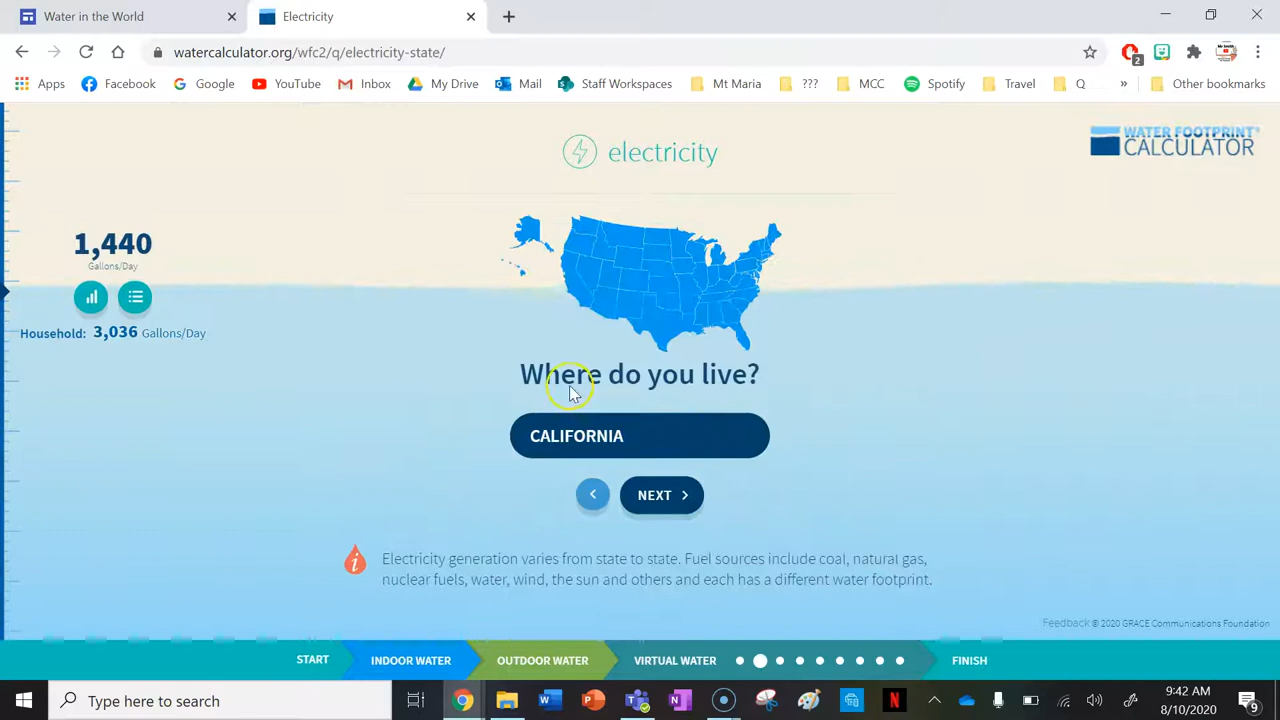 Water in the World
Electricity
watercalculator.org/wfc2/q/electricity-state/
2
Apps
Facebook
Google
YouTube
Inbox
My Drive
Mail
Staff Workspaces
Mt Maria
???
MCC
Spotify
Travel
Q
»
Other bookmarks
electricity
WATER FOOTPRINT
CALCULATOR
1,440
Gallons/Day
Household: 3,036 Gallons/Day
Where do you live?
CALIFORNIA
NEXT
i
Electricity generation varies from state to state. Fuel sources include coal, natural gas,
nuclear fuels, water, wind, the sun and others and each has a different water footprint.
Feedback © 2020 GRACE Communications Foundation
START
INDOOR WATER
OUTDOOR WATER
VIRTUAL WATER
FINISH
Type here to search
9:42 AM
8/10/2020
9